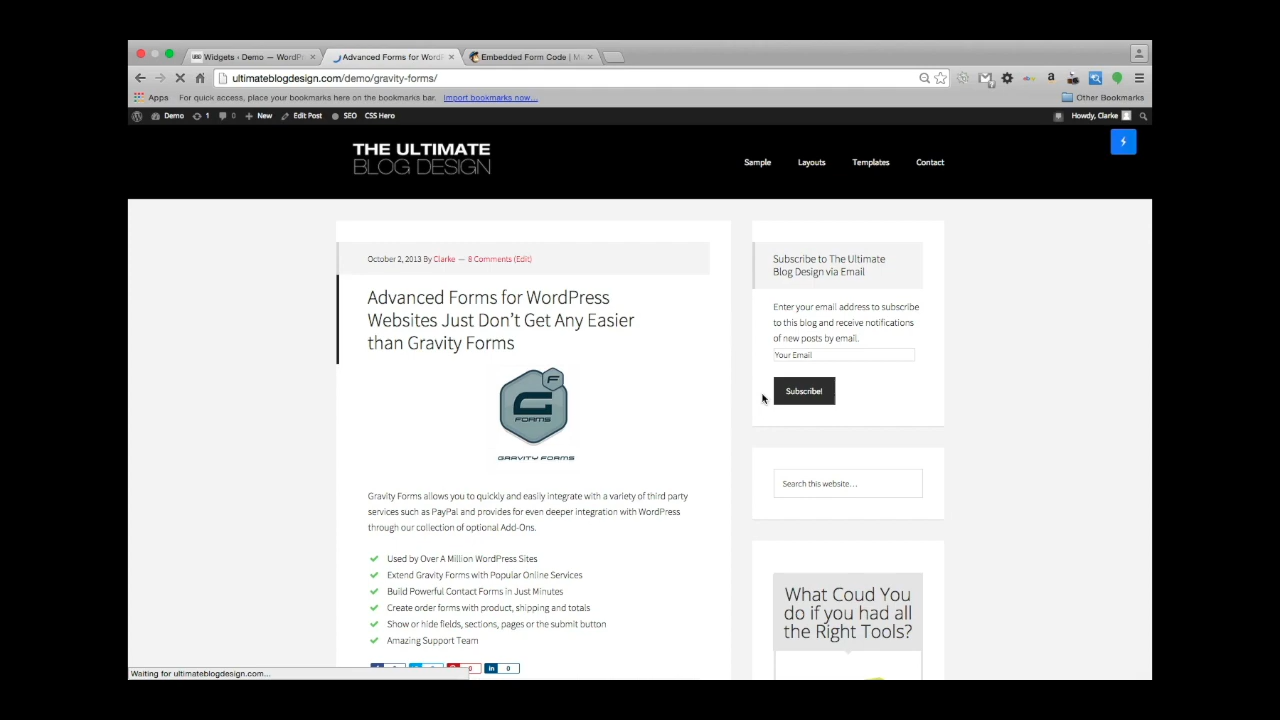 Widgets ‹ Demo — WordPr
Advanced Forms for Word
Embedded Form Code | M
ultimateblogdesign.com/demo/gravity-forms/
Apps For quick access, place your bookmarks here on the bookmarks bar. Import bookmarks now... Other Bookmarks
Demo 1 0 New Edit Post SEO CSS Hero Howdy, Clarke
THE ULTIMATE
BLOG DESIGN
Sample Layouts Templates Contact
October 2, 2013 By Clarke — 8 Comments (Edit)
Advanced Forms for WordPress
Websites Just Don't Get Any Easier
than Gravity Forms
F
G
FORMS
GRAVITY FORMS
Gravity Forms allows you to quickly and easily integrate with a variety of third party
services such as PayPal and provides for even deeper integration with WordPress
through our collection of optional Add-Ons.
Used by Over A Million WordPress Sites
Extend Gravity Forms with Popular Online Services
Build Powerful Contact Forms in Just Minutes
Create order forms with product, shipping and totals
Show or hide fields, sections, pages or the submit button
Amazing Support Team
0
Subscribe to The Ultimate
Blog Design via Email
Enter your email address to subscribe
to this blog and receive notifications
of new posts by email.
Your Email
Subscribe!
Search this website…
What Coud You
do if you had all
the Right Tools?
Waiting for ultimateblogdesign.com...